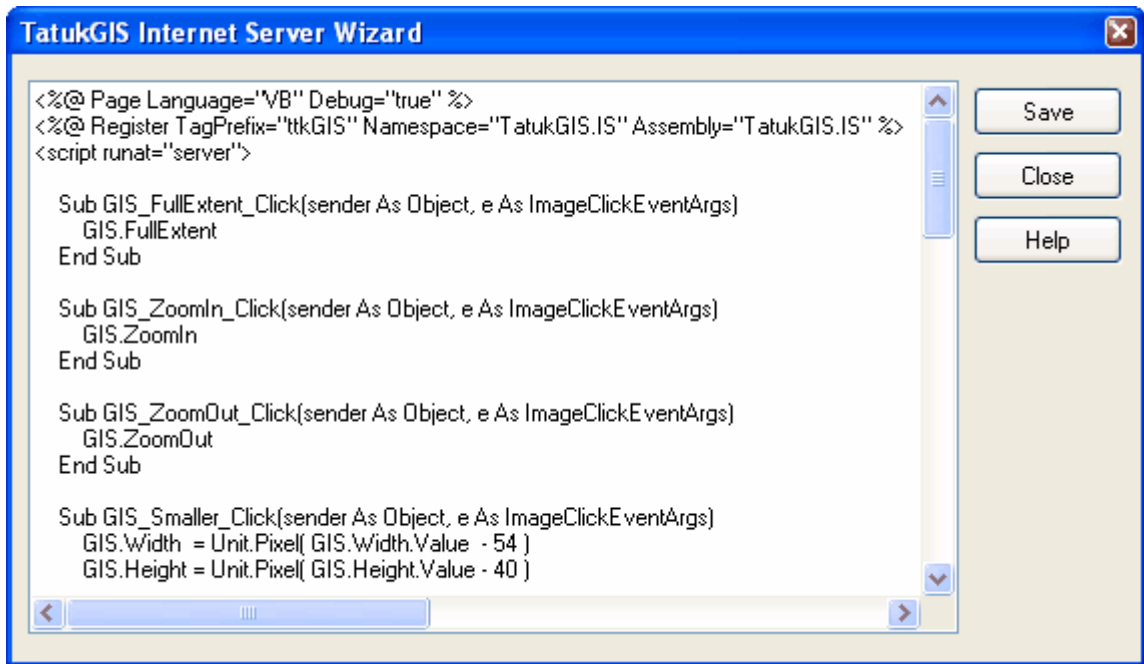 TatukGIS Internet Server Wizard
<%@ Page Language="VB" Debug="true" %>
<%@ Register TagPrefix="ttkGIS" Namespace="TatukGIS.IS" Assembly="TatukGIS.IS" %>
<script runat="server">
Sub GIS_FullExtent_Click(sender As Object, e As ImageClickEventArgs)
GIS.FullExtent
End Sub
Sub GIS_ZoomIn_Click(sender As Object, e As ImageClickEventArgs)
GIS.ZoomIn
End Sub
Sub GIS_ZoomOut_Click(sender As Object, e As ImageClickEventArgs)
GIS.ZoomOut
End Sub
Sub GIS_Smaller_Click(sender As Object, e As ImageClickEventArgs)
GIS.Width  = Unit.Pixel( GIS.Width.Value  - 54 )
GIS.Height = Unit.Pixel( GIS.Height.Value - 40 )
Save
Close
Help